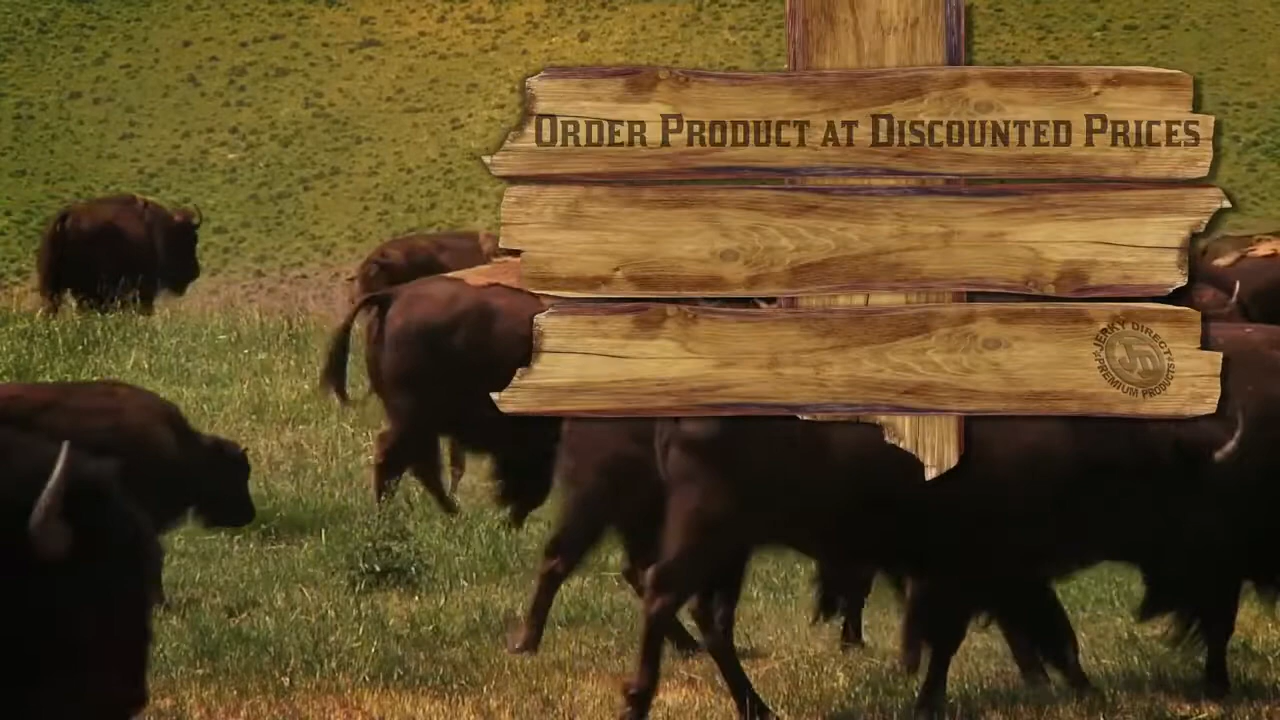 Order Product at Discounted Prices
JERKY DIRECT
JD
PREMIUM PRODUCTS